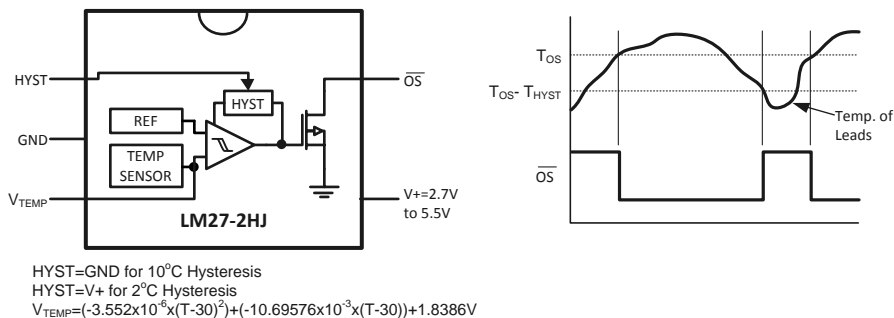 HYST
GND
V_TEMP
REF
TEMP
SENSOR
HYST
O̅S̅
V+=2.7V
to 5.5V
LM27-2HJ
HYST=GND for 10°C Hysteresis
HYST=V+ for 2°C Hysteresis
V_TEMP=(-3.552x10^-6x(T-30)^2)+(-10.69576x10^-3x(T-30))+1.8386V
T_OS
T_OS- T_HYST
Temp. of
Leads
O̅S̅